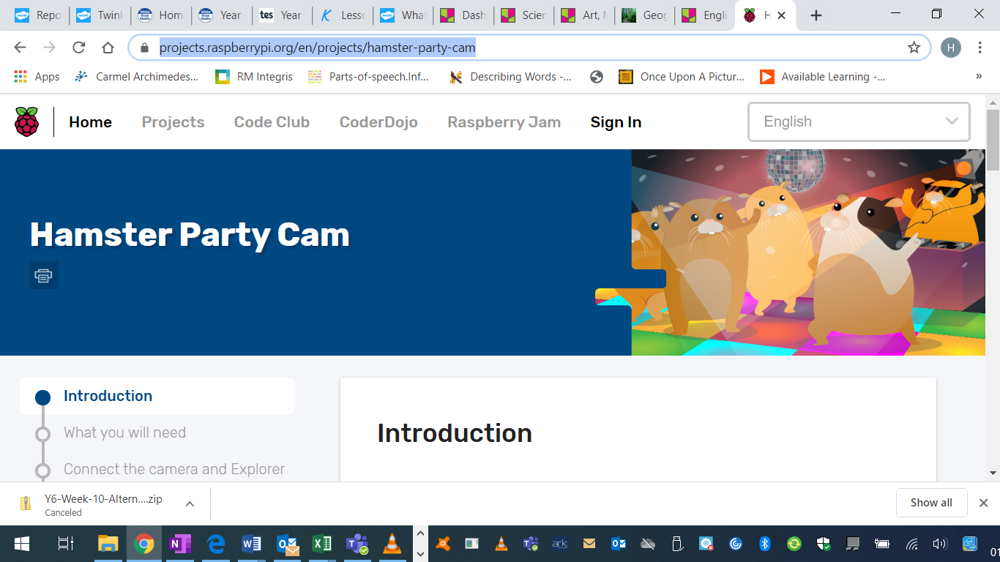 Repo
Twink
Hom
Year
tes Year
Lesso
What
Dash
Scien
Art, M
Geog
Engli
H
projects.raspberrypi.org/en/projects/hamster-party-cam
H
Apps
Carmel Archimedes...
RM Integris
Parts-of-speech.Inf...
Describing Words -...
Once Upon A Pictur...
Available Learning -...
»
Home
Projects
Code Club
CoderDojo
Raspberry Jam
Sign In
English
Hamster Party Cam
Introduction
What you will need
Connect the camera and Explorer
Introduction
Y6-Week-10-Altern....zip
Canceled
Show all
ark
01